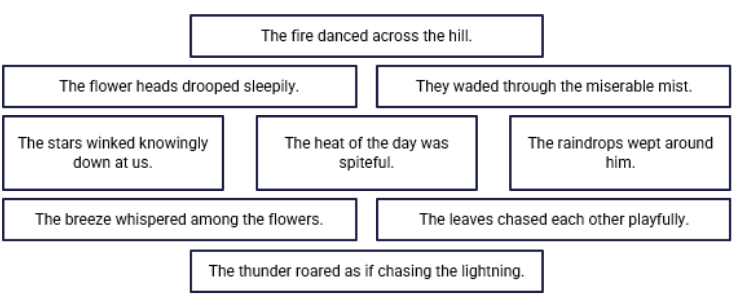 The fire danced across the hill.
The flower heads drooped sleepily.
They waded through the miserable mist.
The stars winked knowingly
down at us.
The heat of the day was
spiteful.
The raindrops wept around
him.
The breeze whispered among the flowers.
The leaves chased each other playfully.
The thunder roared as if chasing the lightning.